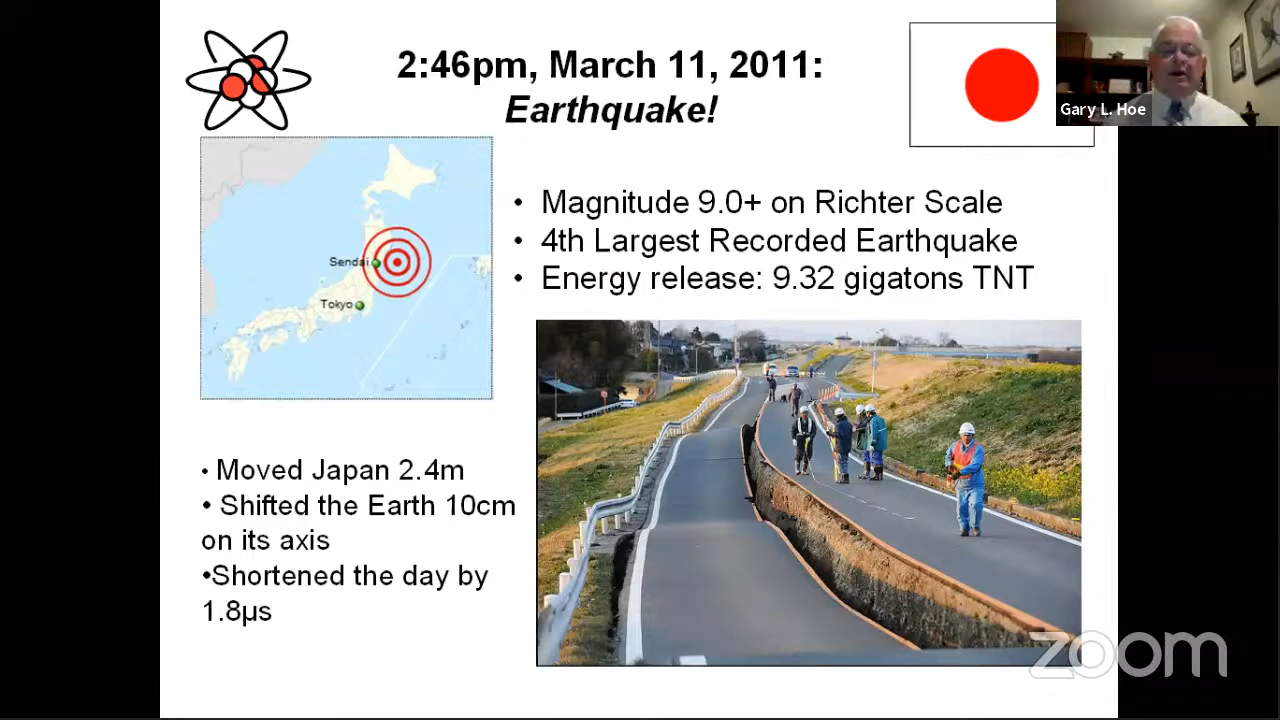 2:46pm, March 11, 2011:
Earthquake!
Gary L. Hoe
• Magnitude 9.0+ on Richter Scale
• 4th Largest Recorded Earthquake
• Energy release: 9.32 gigatons TNT
Sendai
Tokyo
• Moved Japan 2.4m
• Shifted the Earth 10cm
on its axis
•Shortened the day by
1.8µs
zoom